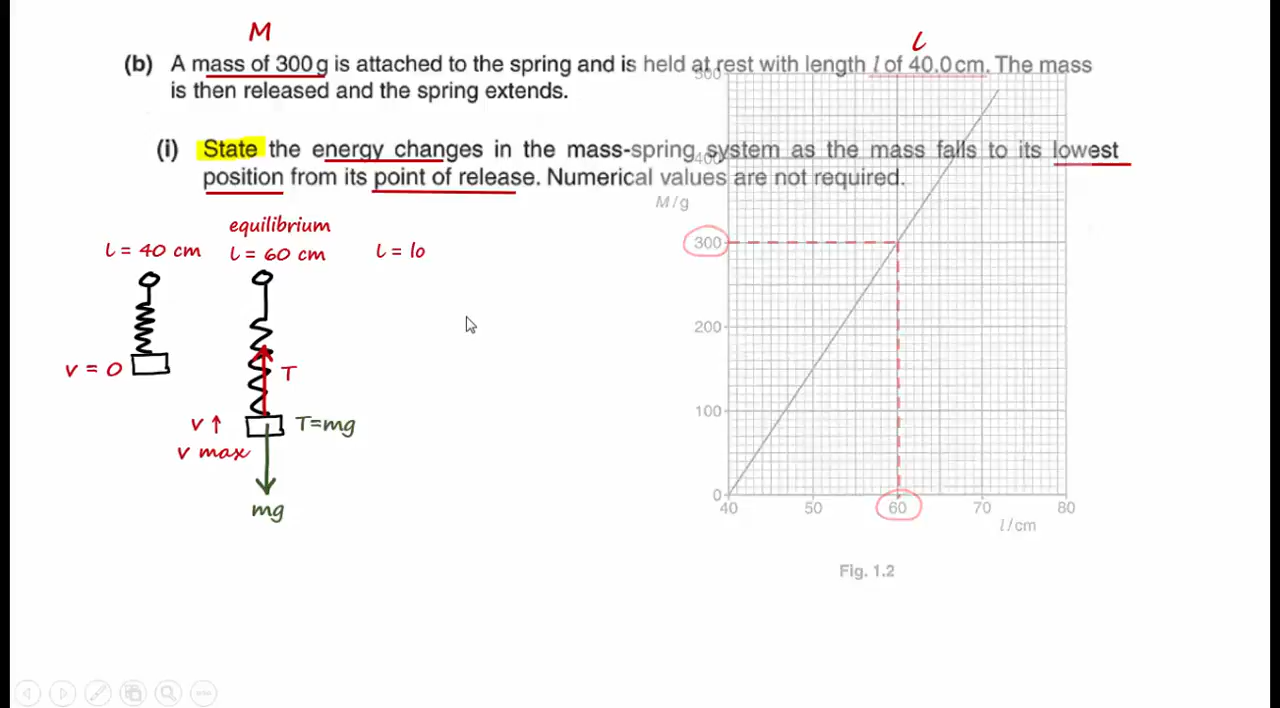 M
l
(b) A mass of 300 g is attached to the spring and is held at rest with length l of 40.0 cm. The mass
is then released and the spring extends.
(i) State the energy changes in the mass-spring system as the mass falls to its lowest
position from its point of release. Numerical values are not required.
equilibrium
l = 40 cm l = 60 cm l = lo
v = 0
T
v ↑ T=mg
v max
mg
M/g
500
400
300
200
100
0
40 50 60 70 80
l/cm
Fig. 1.2